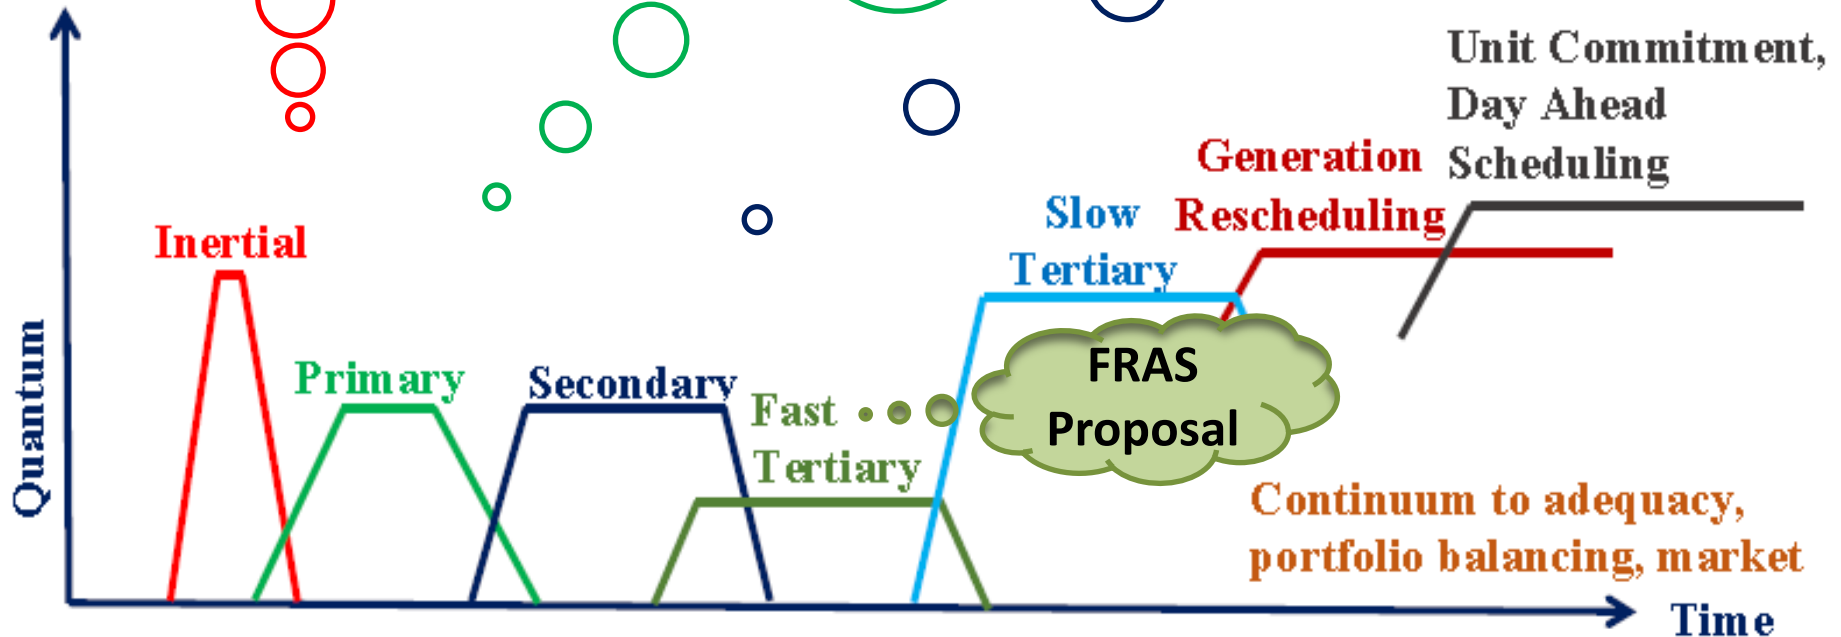 Unit Commitment,
Day Ahead
Scheduling
Generation
Rescheduling
Slow
Tertiary
Inertial
Primary
Secondary
Fast
Tertiary
FRAS
Proposal
Quantum
Continuum to adequacy,
portfolio balancing, market
Time